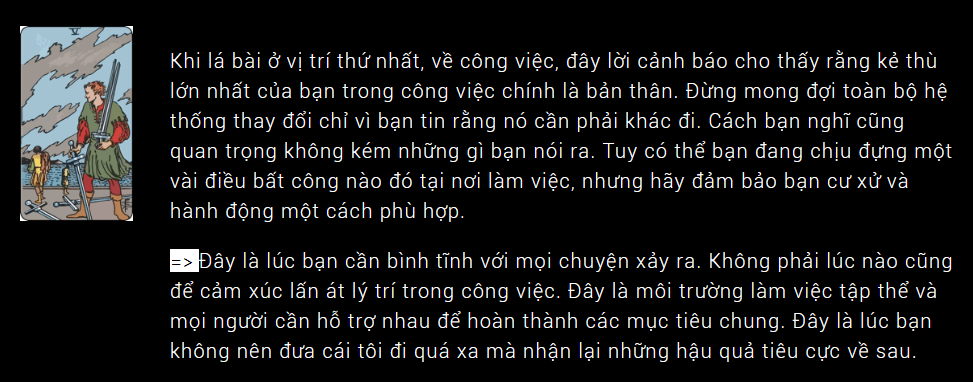 V
Khi lá bài ở vị trí thứ nhất, về công việc, đây lời cảnh báo cho thấy rằng kẻ thù
lớn nhất của bạn trong công việc chính là bản thân. Đừng mong đợi toàn bộ hệ
thống thay đổi chỉ vì bạn tin rằng nó cần phải khác đi. Cách bạn nghĩ cũng
quan trọng không kém những gì bạn nói ra. Tuy có thể bạn đang chịu đựng một
vài điều bất công nào đó tại nơi làm việc, nhưng hãy đảm bảo bạn cư xử và
hành động một cách phù hợp.
=> Đây là lúc bạn cần bình tĩnh với mọi chuyện xảy ra. Không phải lúc nào cũng
để cảm xúc lấn át lý trí trong công việc. Đây là môi trường làm việc tập thể và
mọi người cần hỗ trợ nhau để hoàn thành các mục tiêu chung. Đây là lúc bạn
không nên đưa cái tôi đi quá xa mà nhận lại những hậu quả tiêu cực về sau.